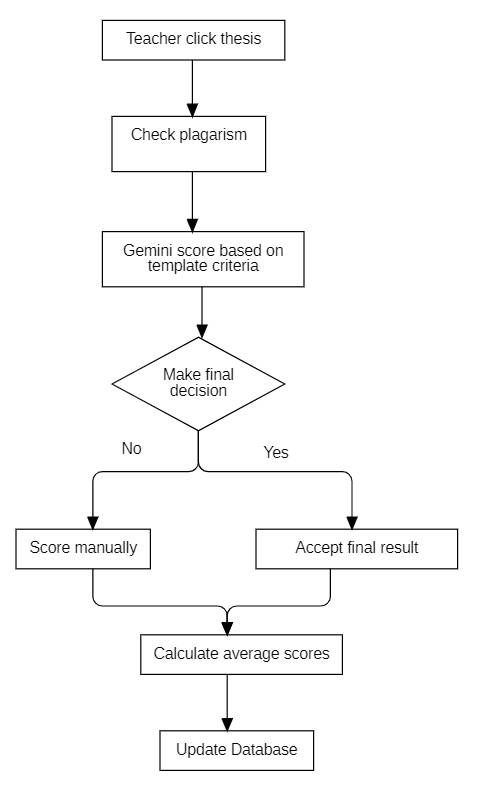 Teacher click thesis
Check plagarism
Gemini score based on
template criteria
Make final
decision
No
Yes
Score manually
Accept final result
Calculate average scores
Update Database